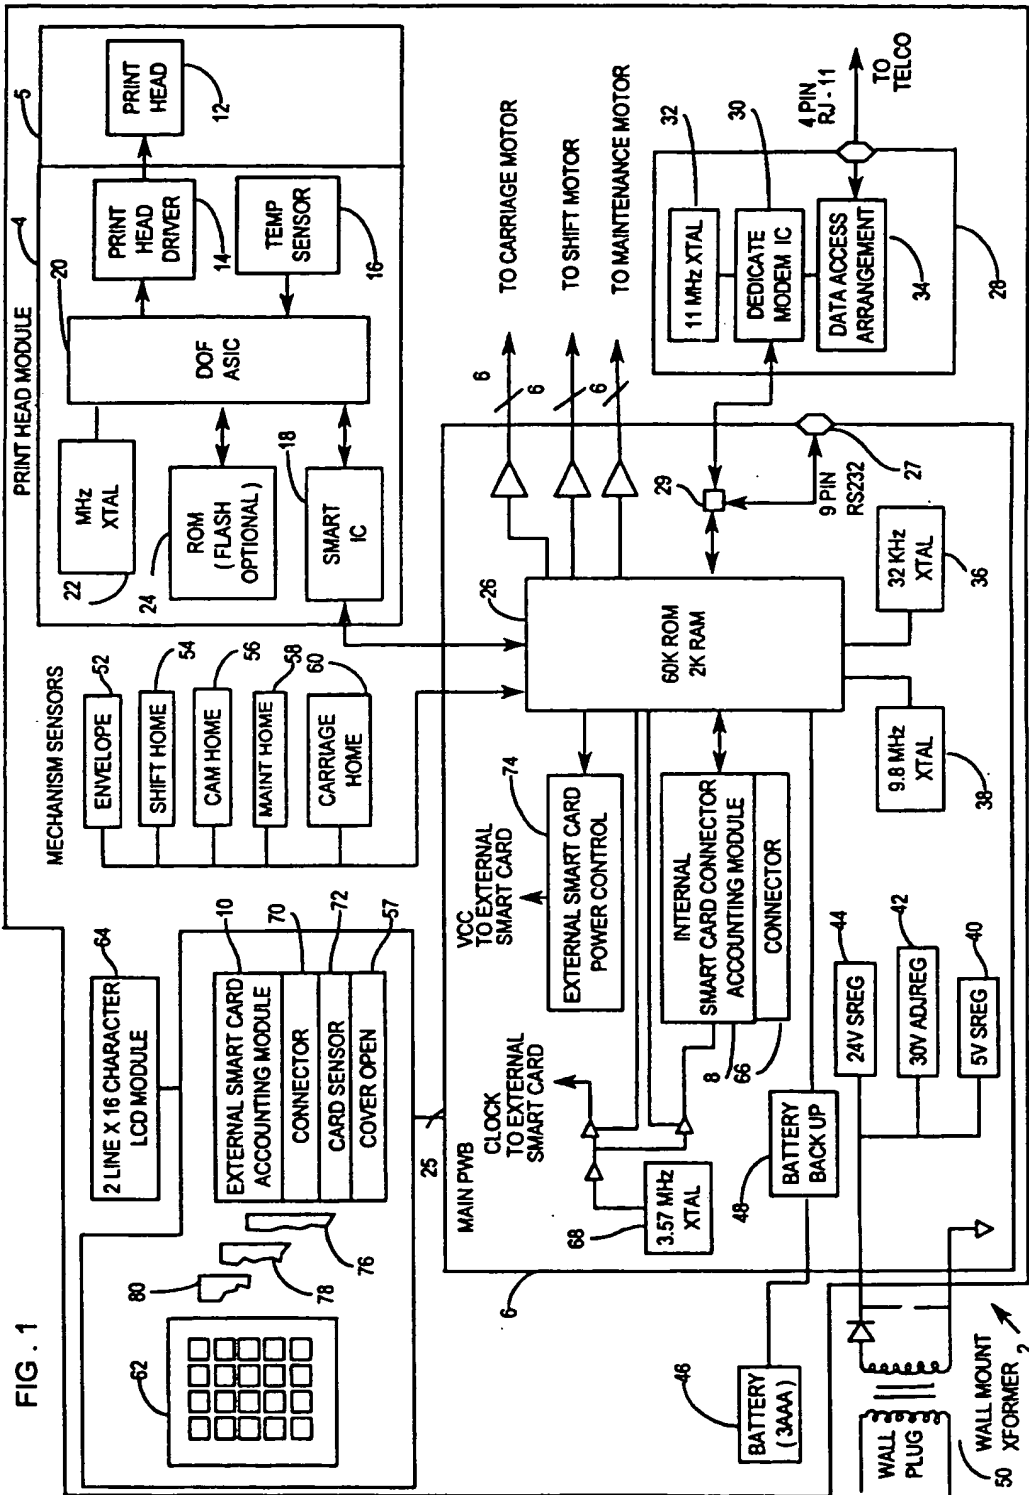 FIG . 1
PRINT HEAD MODULE
4
5
20
PRINT
HEAD
12
PRINT
HEAD
DRIVER
14
TEMP
SENSOR
16
DOF
ASIC
MHz
XTAL
22
ROM
( FLASH
OPTIONAL)
24
18
SMART
IC
MECHANISM SENSORS
ENVELOPE
52
SHIFT HOME
54
CAM HOME
56
MAINT HOME
58
CARRIAGE
HOME
60
2 LINE X 16 CHARACTER
LCD MODULE
64
EXTERNAL SMART CARD
ACCOUNTING MODULE
10
CONNECTOR
70
CARD SENSOR
72
COVER OPEN
57
76
78
80
62
25
MAIN PWB
6
CLOCK
TO EXTERNAL
SMART CARD
VCC
TO EXTERNAL
SMART CARD
74
EXTERNAL SMART CARD
POWER CONTROL
INTERNAL
SMART CARD CONNECTOR
ACCOUNTING MODULE
CONNECTOR
8
66
3.57 MHz
XTAL
68
26
60K ROM
2K RAM
6
6
6
TO CARRIAGE MOTOR
TO SHIFT MOTOR
TO MAINTENANCE MOTOR
29
9 PIN
RS232
27
32 KHz
XTAL
36
9.8 MHz
XTAL
38
11 MHz XTAL
32
DEDICATE
MODEM IC
30
DATA ACCESS
ARRANGEMENT
34
28
4 PIN
RJ - 11
TO
TELCO
BATTERY
BACK UP
48
BATTERY
( 3AAA)
46
24V SREG
44
30V ADJREG
42
5V SREG
40
WALL
PLUG
50
WALL MOUNT
XFORMER
2